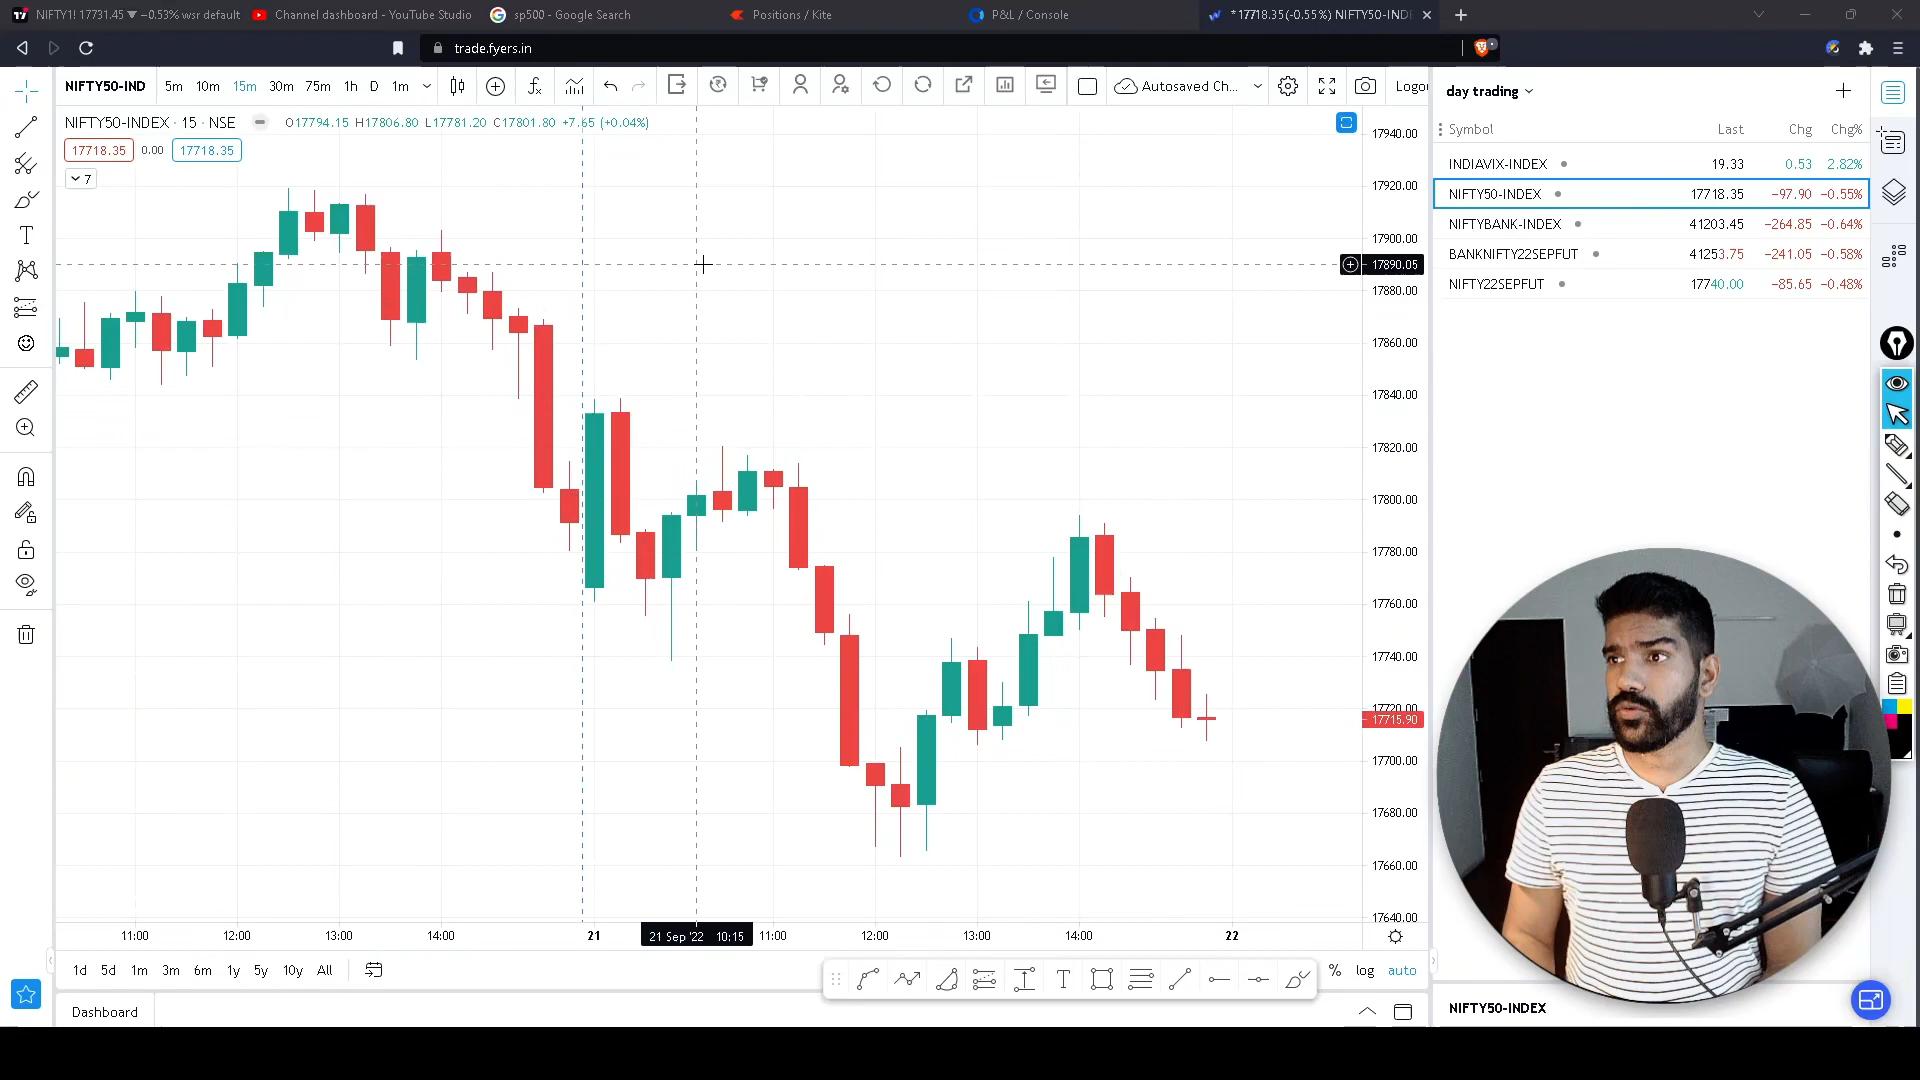 NIFTY1! 17731.45 ▼ −0.53% wsr default
Channel dashboard - YouTube Studio
sp500 - Google Search
Positions / Kite
P&L / Console
* 17718.35(-0.55%) NIFTY50-INDE
trade.fyers.in
NIFTY50-IND 5m 10m 15m 30m 75m 1h D 1m
Autosaved Ch...
Logou
NIFTY50-INDEX · 15 · NSE
O17794.15 H17806.80 L17781.20 C17801.80 +7.65 (+0.04%)
17718.35 0.00 17718.35
7
17940.00
17920.00
17900.00
17890.05
17880.00
17860.00
17840.00
17820.00
17800.00
17780.00
17760.00
17740.00
17720.00
17715.90
17700.00
17680.00
17660.00
17640.00
11:00 12:00 13:00 14:00 21 21 Sep '22 10:15 11:00 12:00 13:00 14:00 22
1d 5d 1m 3m 6m 1y 5y 10y All
% log auto
Dashboard
day trading
Symbol Last Chg Chg%
INDIAVIX-INDEX 19.33 0.53 2.82%
NIFTY50-INDEX 17718.35 −97.90 −0.55%
NIFTYBANK-INDEX 41203.45 −264.85 −0.64%
BANKNIFTY22SEPFUT 41253.75 −241.05 −0.58%
NIFTY22SEPFUT 17740.00 −85.65 −0.48%
NIFTY50-INDEX